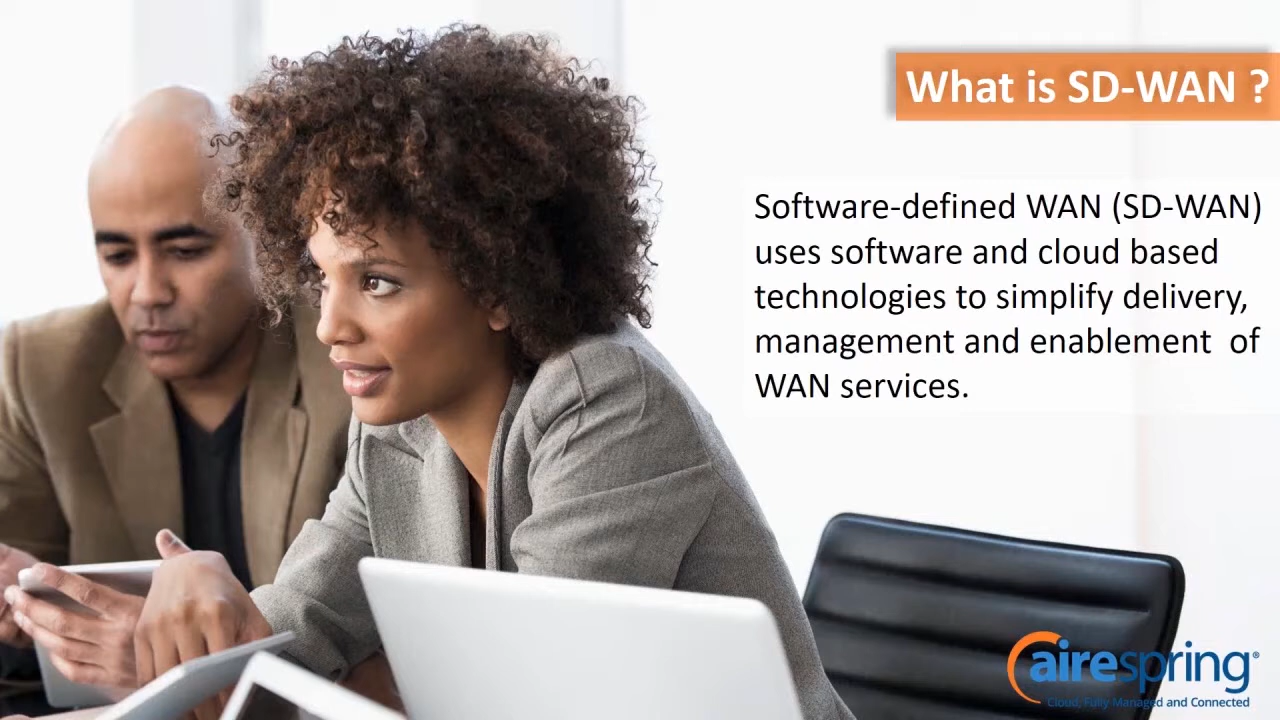 What is SD-WAN ?
Software-defined WAN (SD-WAN)
uses software and cloud based
technologies to simplify delivery,
management and enablement  of
WAN services.
airespring®
Cloud, Fully Managed and Connected